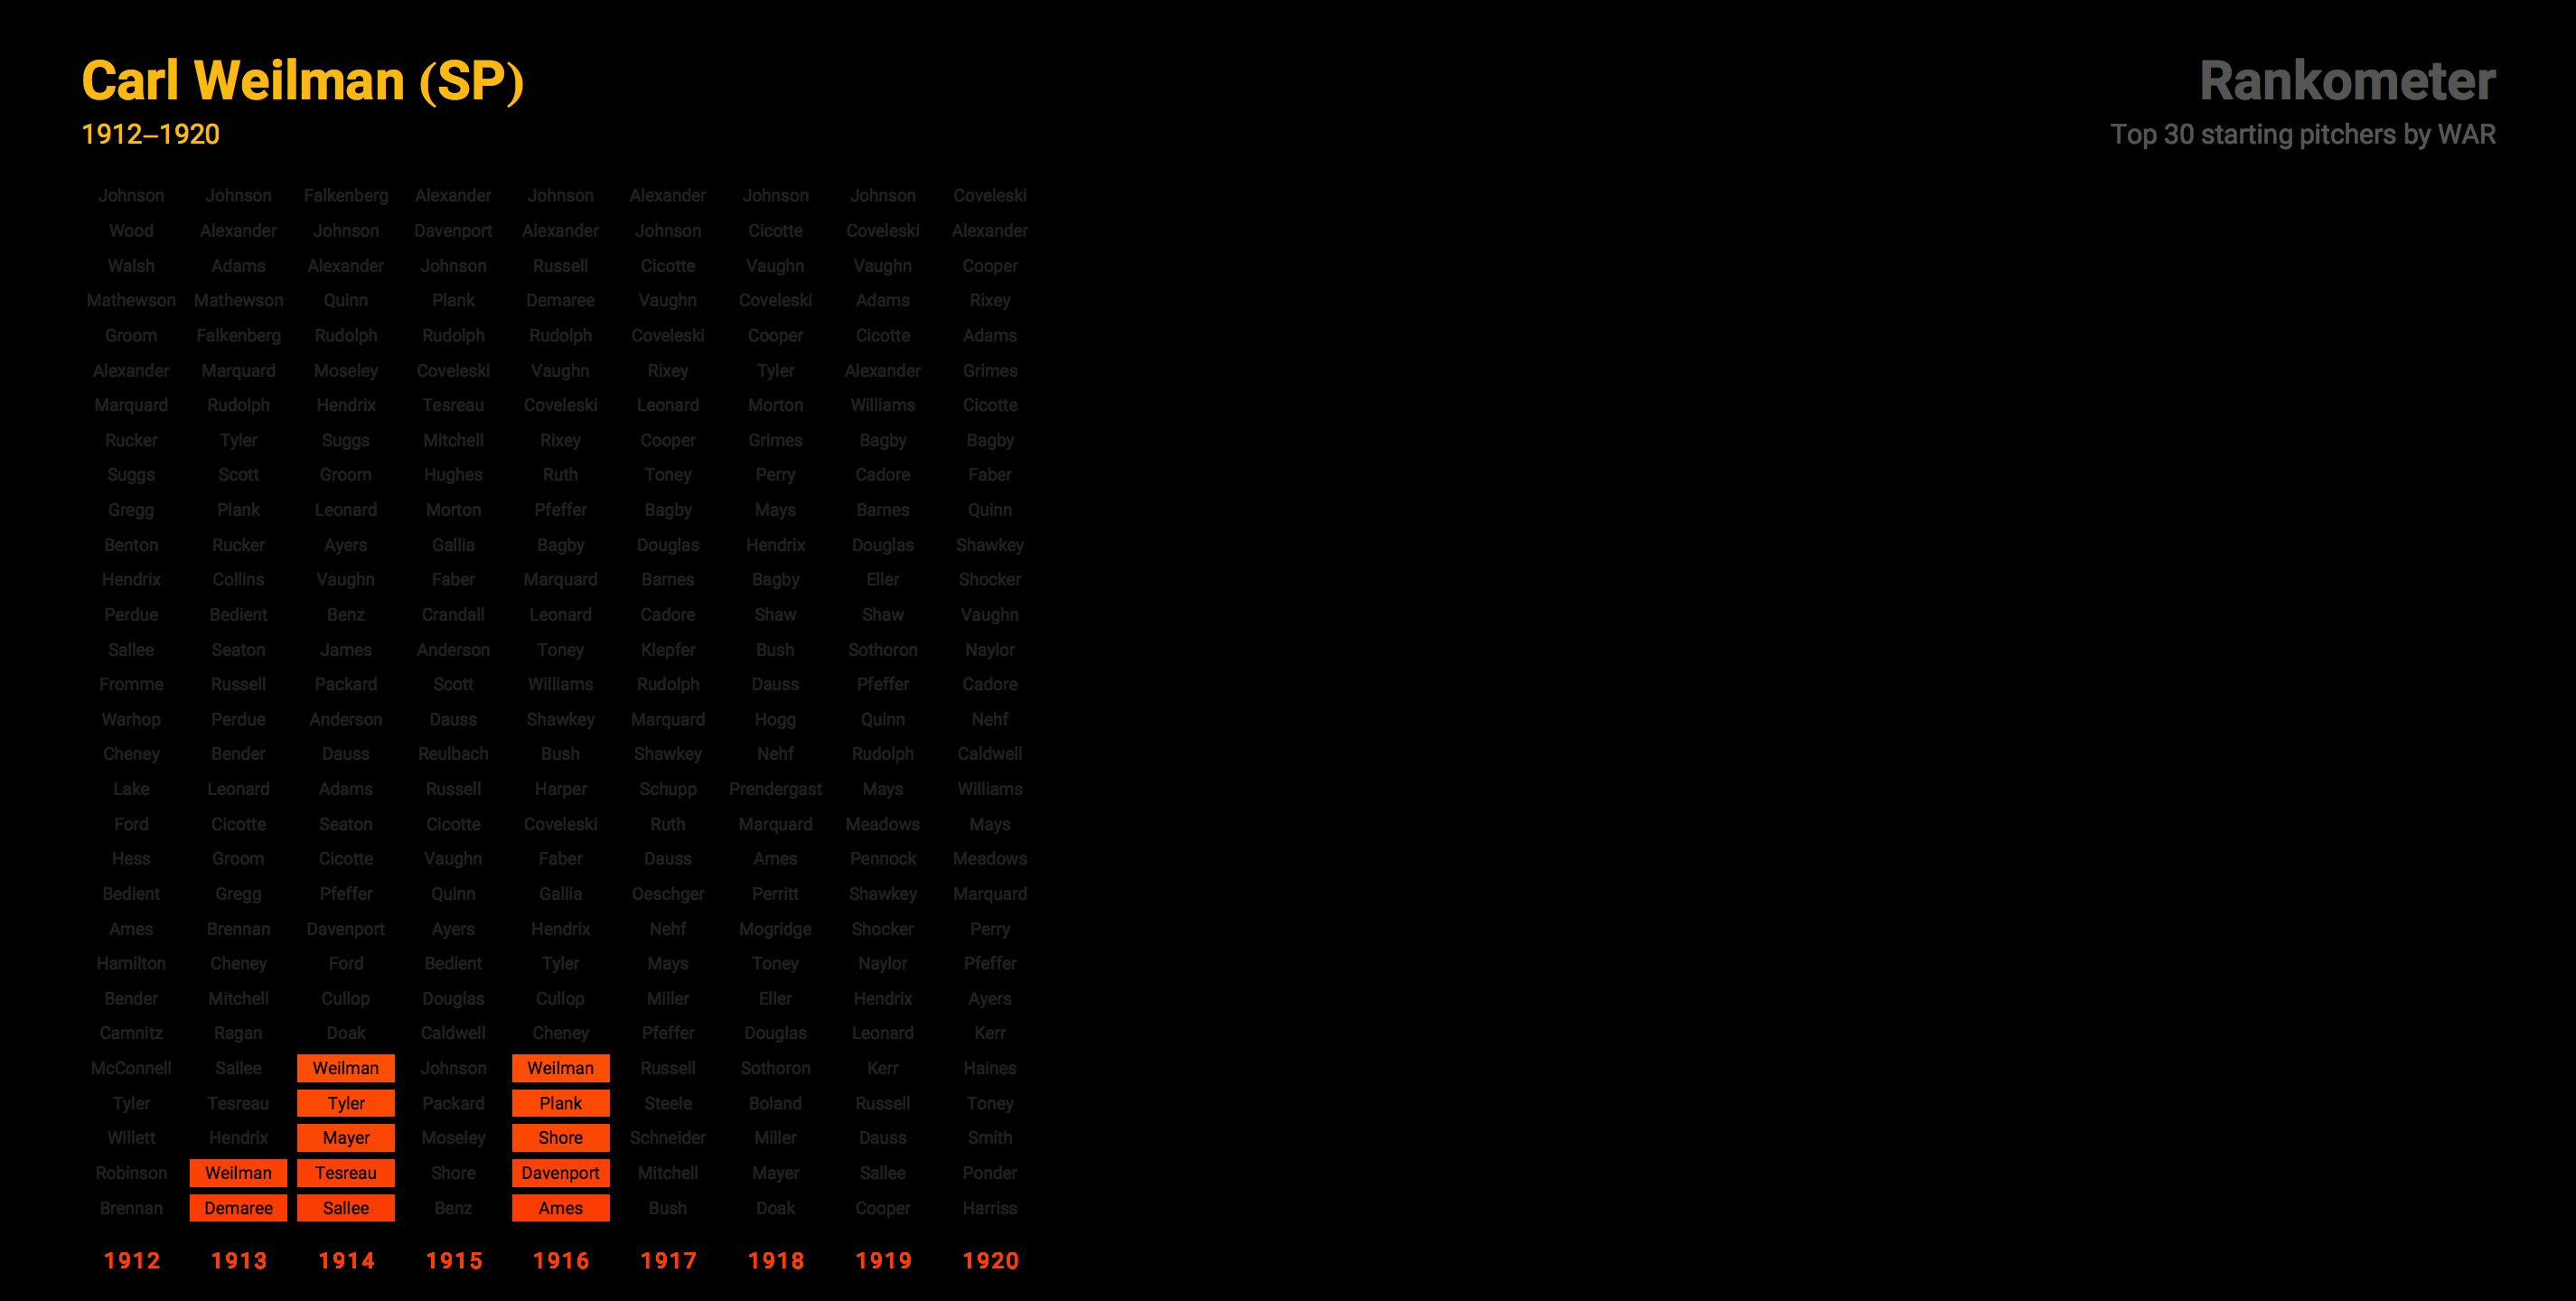 Carl Weilman (SP)
1912–1920
Rankometer
Top 30 starting pitchers by WAR
Johnson Johnson Falkenberg Alexander Johnson Alexander Johnson Johnson Coveleski
Wood Alexander Johnson Davenport Alexander Johnson Cicotte Coveleski Alexander
Walsh Adams Alexander Johnson Russell Cicotte Vaughn Vaughn Cooper
Mathewson Mathewson Quinn Plank Demaree Vaughn Coveleski Adams Rixey
Groom Falkenberg Rudolph Rudolph Rudolph Coveleski Cooper Cicotte Adams
Alexander Marquard Moseley Coveleski Vaughn Rixey Tyler Alexander Grimes
Marquard Rudolph Hendrix Tesreau Coveleski Leonard Morton Williams Cicotte
Rucker Tyler Suggs Mitchell Rixey Cooper Grimes Bagby Bagby
Suggs Scott Groom Hughes Ruth Toney Perry Cadore Faber
Gregg Plank Leonard Morton Pfeffer Bagby Mays Barnes Quinn
Benton Rucker Ayers Gallia Bagby Douglas Hendrix Douglas Shawkey
Hendrix Collins Vaughn Faber Marquard Barnes Bagby Eller Shocker
Perdue Bedient Benz Crandall Leonard Cadore Shaw Shaw Vaughn
Sallee Seaton James Anderson Toney Klepfer Bush Sothoron Naylor
Fromme Russell Packard Scott Williams Rudolph Dauss Pfeffer Cadore
Warhop Perdue Anderson Dauss Shawkey Marquard Hogg Quinn Nehf
Cheney Bender Dauss Reulbach Bush Shawkey Nehf Rudolph Caldwell
Lake Leonard Adams Russell Harper Schupp Prendergast Mays Williams
Ford Cicotte Seaton Cicotte Coveleski Ruth Marquard Meadows Mays
Hess Groom Cicotte Vaughn Faber Dauss Ames Pennock Meadows
Bedient Gregg Pfeffer Quinn Gallia Oeschger Perritt Shawkey Marquard
Ames Brennan Davenport Ayers Hendrix Nehf Mogridge Shocker Perry
Hamilton Cheney Ford Bedient Tyler Mays Toney Naylor Pfeffer
Bender Mitchell Cullop Douglas Cullop Miller Eller Hendrix Ayers
Camnitz Ragan Doak Caldwell Cheney Pfeffer Douglas Leonard Kerr
McConnell Sallee Weilman Johnson Weilman Russell Sothoron Kerr Haines
Tyler Tesreau Tyler Packard Plank Steele Boland Russell Toney
Willett Hendrix Mayer Moseley Shore Schneider Miller Dauss Smith
Robinson Weilman Tesreau Shore Davenport Mitchell Mayer Sallee Ponder
Brennan Demaree Sallee Benz Ames Bush Doak Cooper Harriss
1912 1913 1914 1915 1916 1917 1918 1919 1920